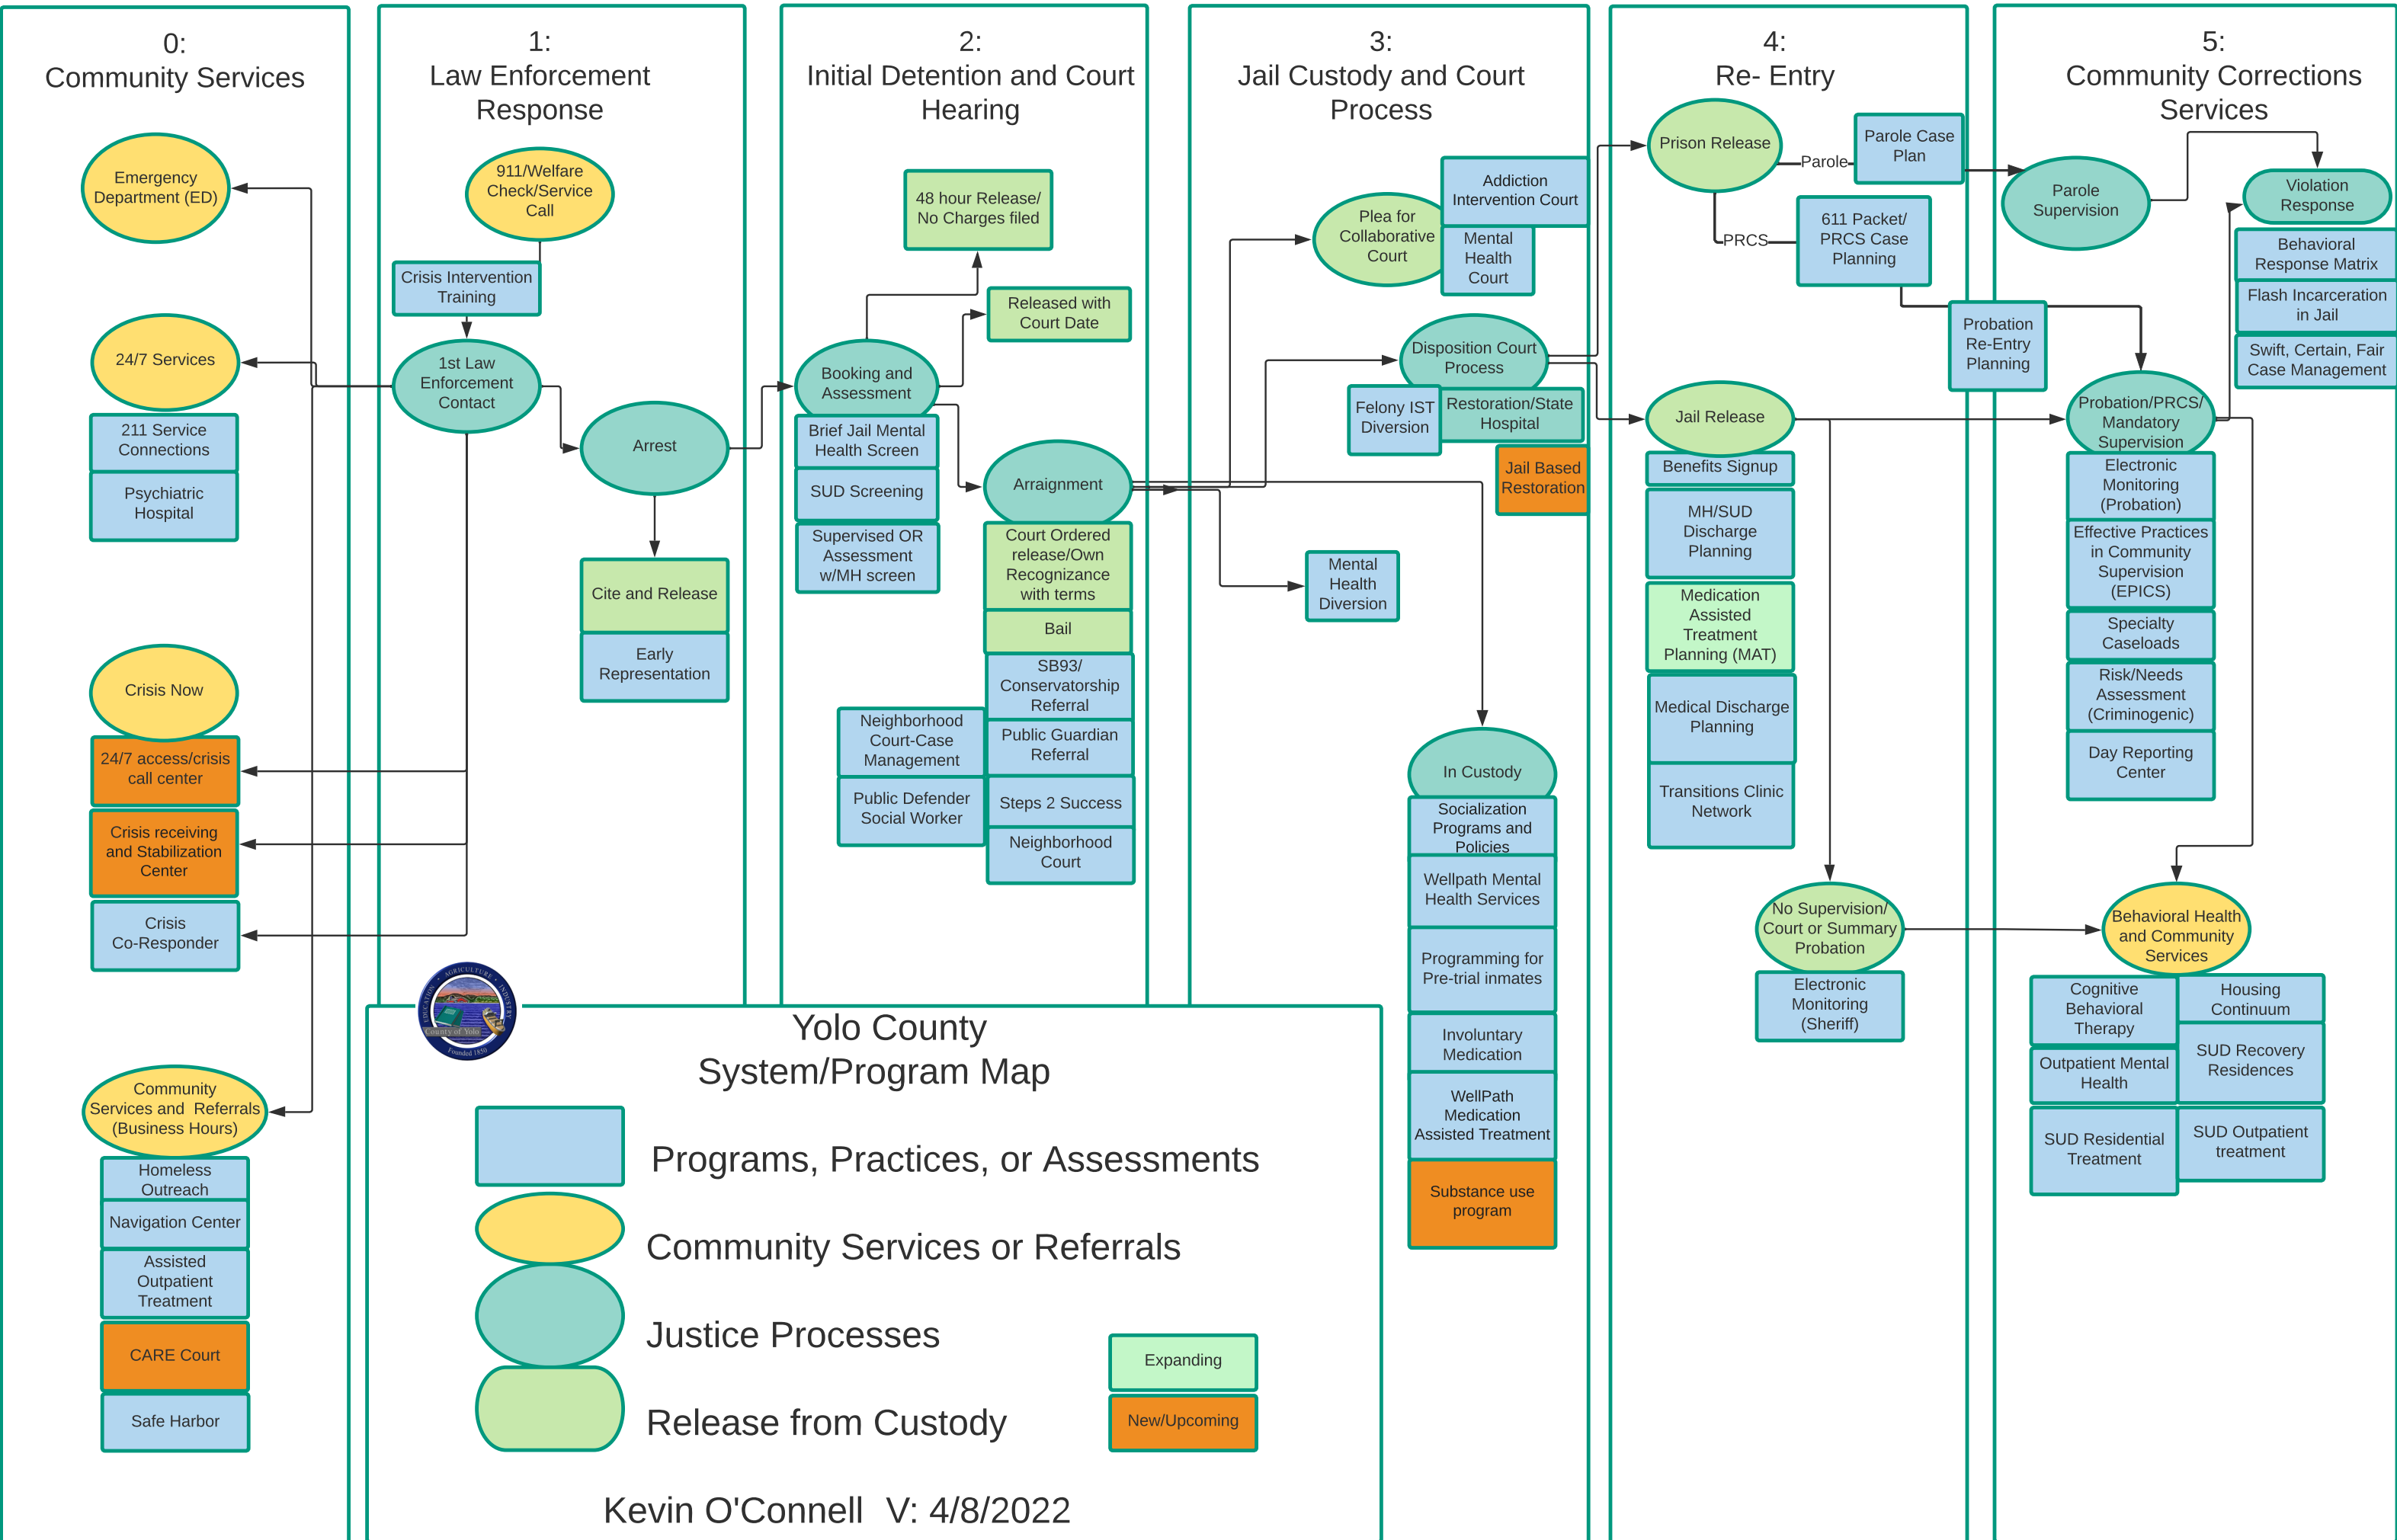 0:
Community Services
Emergency
Department (ED)
24/7 Services
211 Service
Connections
Psychiatric
Hospital
Crisis Now
24/7 access/crisis
call center
Crisis receiving
and Stabilization
Center
Crisis
Co-Responder
Community
Services and  Referrals
(Business Hours)
Homeless
Outreach
Navigation Center
Assisted
Outpatient
Treatment
CARE Court
Safe Harbor
1:
Law Enforcement
Response
911/Welfare
Check/Service
Call
Crisis Intervention
Training
1st Law
Enforcement
Contact
Arrest
Cite and Release
Early
Representation
2:
Initial Detention and Court
Hearing
48 hour Release/
No Charges filed
Released with
Court Date
Booking and
Assessment
Brief Jail Mental
Health Screen
SUD Screening
Supervised OR
Assessment
w/MH screen
Arraignment
Court Ordered
release/Own
Recognizance
with terms
Bail
SB93/
Conservatorship
Referral
Neighborhood
Court-Case
Management
Public Guardian
Referral
Public Defender
Social Worker
Steps 2 Success
Neighborhood
Court
3:
Jail Custody and Court
Process
Plea for
Collaborative
Court
Addiction
Intervention Court
Mental
Health
Court
Disposition Court
Process
Felony IST
Diversion
Restoration/State
Hospital
Jail Based
Restoration
Mental
Health
Diversion
In Custody
Socialization
Programs and
Policies
Wellpath Mental
Health Services
Programming for
Pre-trial inmates
Involuntary
Medication
WellPath
Medication
Assisted Treatment
Substance use
program
4:
Re- Entry
Prison Release
Parole
Parole Case
Plan
PRCS
611 Packet/
PRCS Case
Planning
Probation
Re-Entry
Planning
Jail Release
Benefits Signup
MH/SUD
Discharge
Planning
Medication
Assisted
Treatment
Planning (MAT)
Medical Discharge
Planning
Transitions Clinic
Network
No Supervision/
Court or Summary
Probation
Electronic
Monitoring
(Sheriff)
5:
Community Corrections
Services
Parole
Supervision
Violation
Response
Behavioral
Response Matrix
Flash Incarceration
in Jail
Swift, Certain, Fair
Case Management
Probation/PRCS/
Mandatory
Supervision
Electronic
Monitoring
(Probation)
Effective Practices
in Community
Supervision
(EPICS)
Specialty
Caseloads
Risk/Needs
Assessment
(Criminogenic)
Day Reporting
Center
Behavioral Health
and Community
Services
Cognitive
Behavioral
Therapy
Housing
Continuum
Outpatient Mental
Health
SUD Recovery
Residences
SUD Residential
Treatment
SUD Outpatient
treatment
EDUCATION • AGRICULTURE • INDUSTRY
County of Yolo
Founded 1850
Yolo County
System/Program Map
Programs, Practices, or Assessments
Community Services or Referrals
Justice Processes
Release from Custody
Expanding
New/Upcoming
Kevin O'Connell  V: 4/8/2022